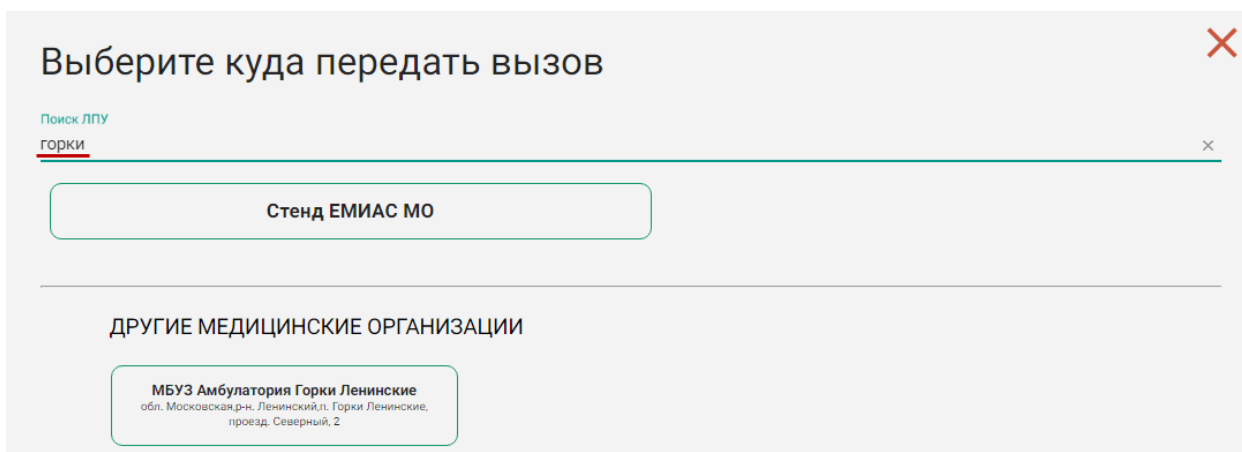 Выберите куда передать вызов
Поиск ЛПУ
горки
Стенд ЕМИАС МО
ДРУГИЕ МЕДИЦИНСКИЕ ОРГАНИЗАЦИИ
МБУЗ Амбулатория Горки Ленинские
обл. Московская,р-н. Ленинский,п. Горки Ленинские,
проезд. Северный, 2